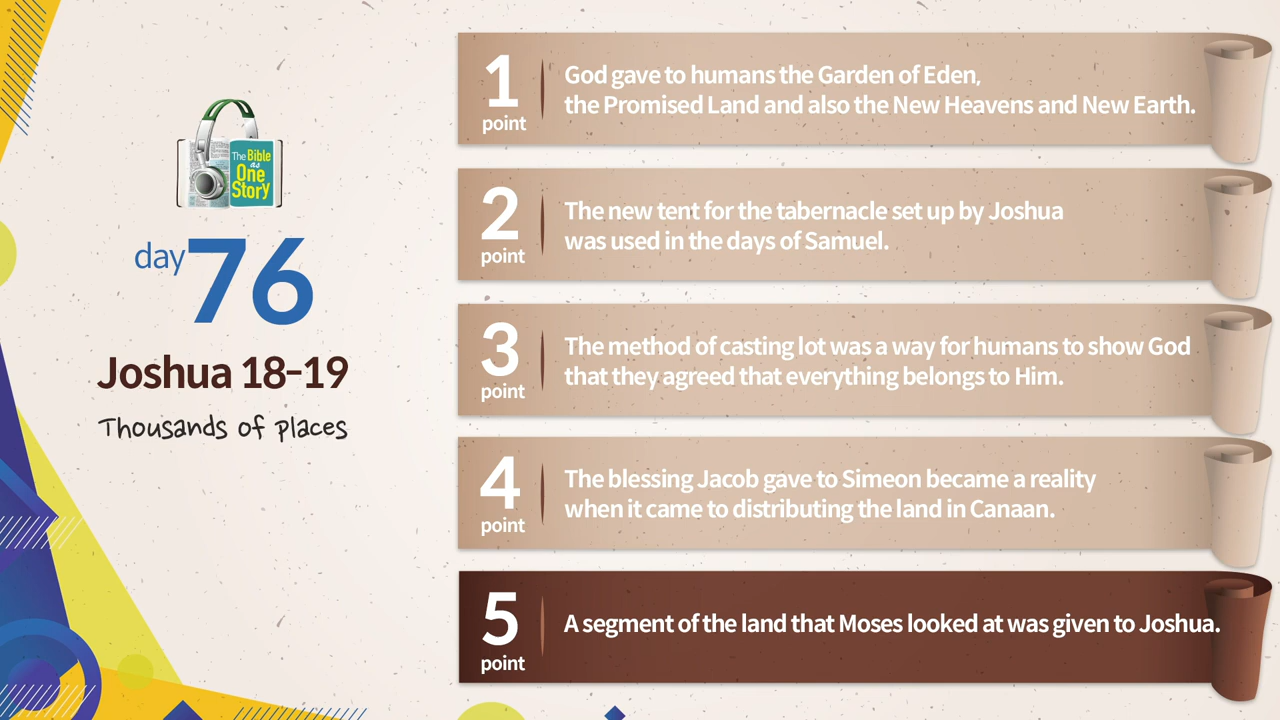 The Bible
as
One
Story
day 76
Joshua 18-19
Thousands of places
1
point
God gave to humans the Garden of Eden,
the Promised Land and also the New Heavens and New Earth.
2
point
The new tent for the tabernacle set up by Joshua
was used in the days of Samuel.
3
point
The method of casting lot was a way for humans to show God
that they agreed that everything belongs to Him.
4
point
The blessing Jacob gave to Simeon became a reality
when it came to distributing the land in Canaan.
5
point
A segment of the land that Moses looked at was given to Joshua.